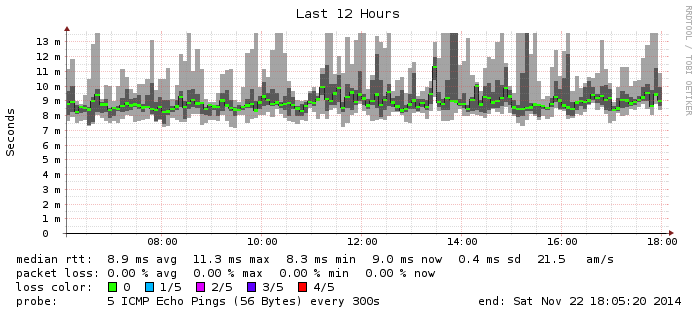 Last 12 Hours
RRDTOOL / TOBI OETIKER
Seconds
13 m
12 m
11 m
10 m
9 m
8 m
7 m
6 m
5 m
4 m
3 m
2 m
1 m
0
08:00 10:00 12:00 14:00 16:00 18:00
median rtt: 8.9 ms avg 11.3 ms max 8.3 ms min 9.0 ms now 0.4 ms sd 21.5 am/s
packet loss: 0.00 % avg 0.00 % max 0.00 % min 0.00 % now
loss color: 0 1/5 2/5 3/5 4/5
probe: 5 ICMP Echo Pings (56 Bytes) every 300s end: Sat Nov 22 18:05:20 2014